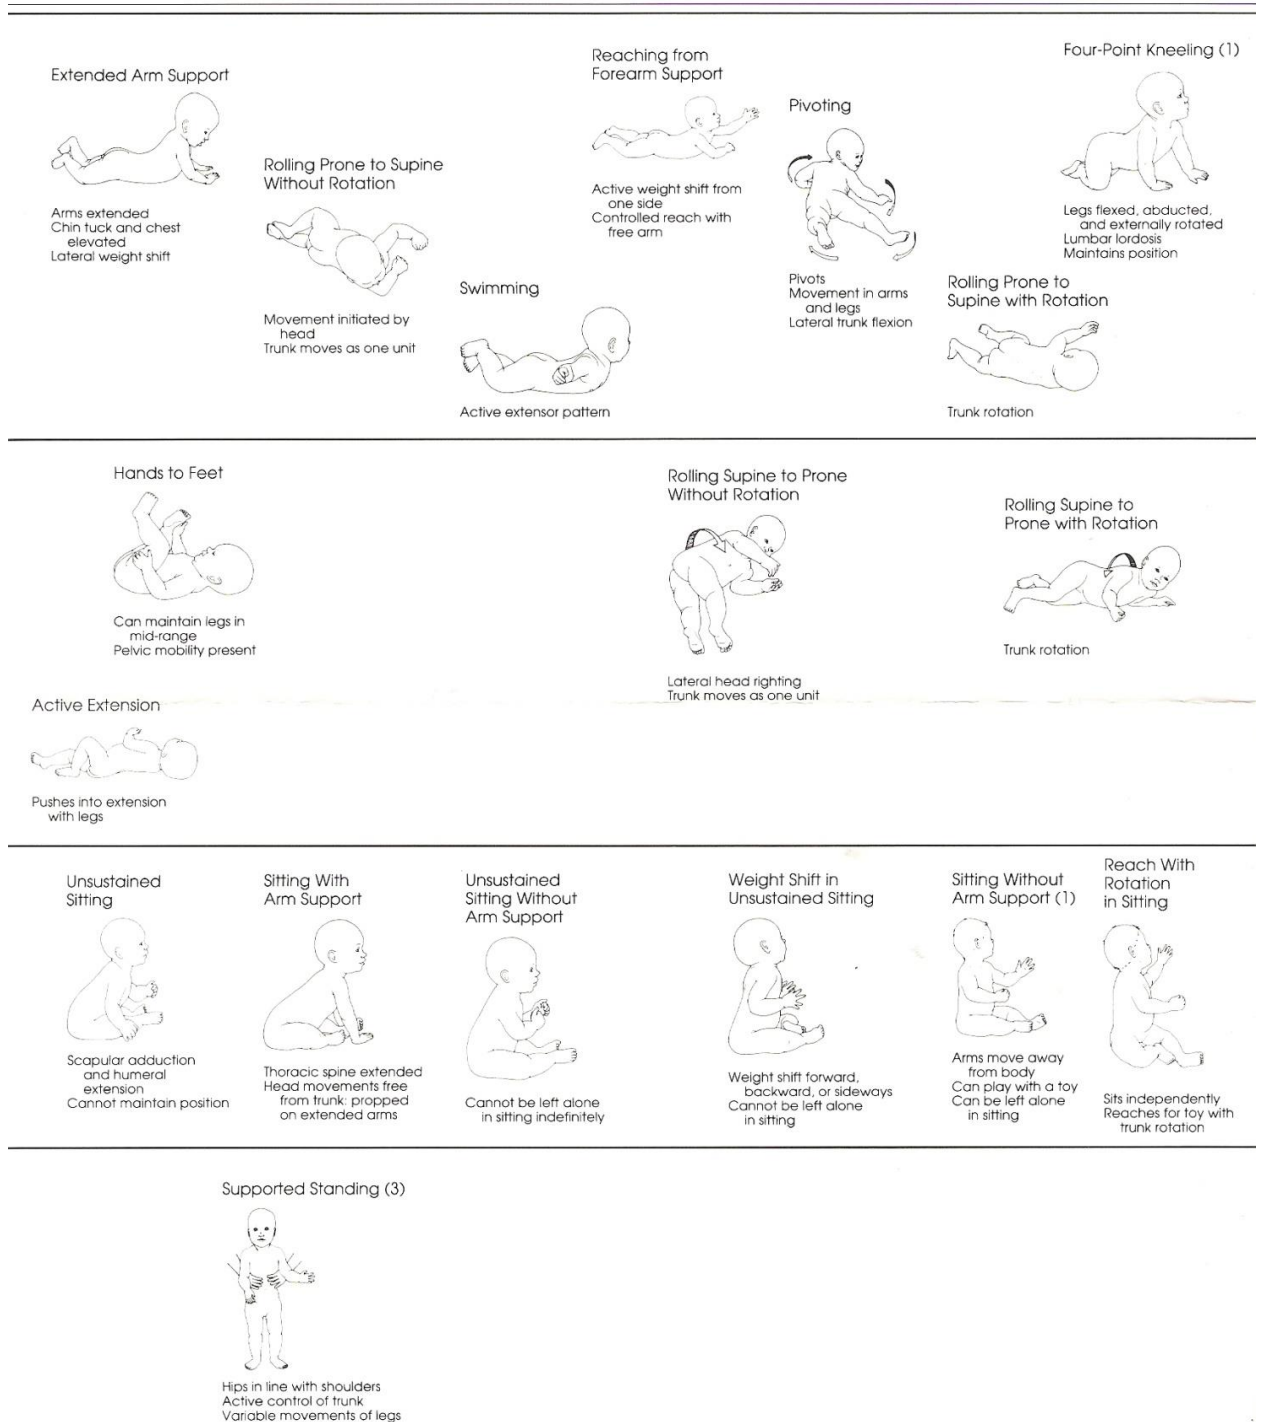 Extended Arm Support
Arms extended
Chin tuck and chest
elevated
Lateral weight shift
Rolling Prone to Supine
Without Rotation
Movement initiated by
head
Trunk moves as one unit
Swimming
Active extensor pattern
Reaching from
Forearm Support
Active weight shift from
one side
Controlled reach with
free arm
Pivoting
Pivots
Movement in arms
and legs
Lateral trunk flexion
Four-Point Kneeling (1)
Legs flexed, abducted,
and externally rotated
Lumbar lordosis
Maintains position
Rolling Prone to
Supine with Rotation
Trunk rotation
Hands to Feet
Can maintain legs in
mid-range
Pelvic mobility present
Rolling Supine to Prone
Without Rotation
Lateral head righting
Trunk moves as one unit
Rolling Supine to
Prone with Rotation
Trunk rotation
Active Extension
Pushes into extension
with legs
Unsustained
Sitting
Scapular adduction
and humeral
extension
Cannot maintain position
Sitting With
Arm Support
Thoracic spine extended
Head movements free
from trunk: propped
on extended arms
Unsustained
Sitting Without
Arm Support
Cannot be left alone
in sitting indefinitely
Weight Shift in
Unsustained Sitting
Weight shift forward,
backward, or sideways
Cannot be left alone
in sitting
Sitting Without
Arm Support (1)
Arms move away
from body
Can play with a toy
Can be left alone
in sitting
Reach With
Rotation
in Sitting
Sits independently
Reaches for toy with
trunk rotation
Supported Standing (3)
Hips in line with shoulders
Active control of trunk
Variable movements of legs